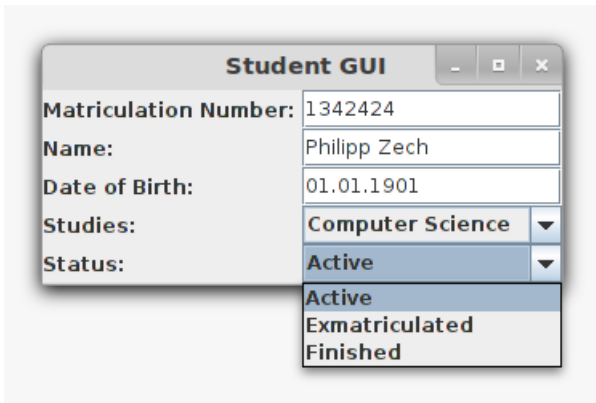 Student GUI
Matriculation Number: 1342424
Name: Philipp Zech
Date of Birth: 01.01.1901
Studies: Computer Science
Status: Active
Active
Exmatriculated
Finished